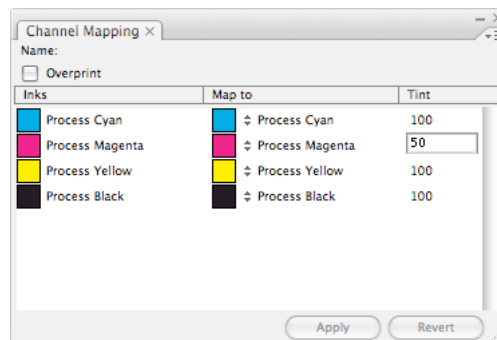 Channel Mapping ×
Name:
Overprint
Inks Map to Tint
Process Cyan Process Cyan 100
Process Magenta Process Magenta 50
Process Yellow Process Yellow 100
Process Black Process Black 100
Apply Revert